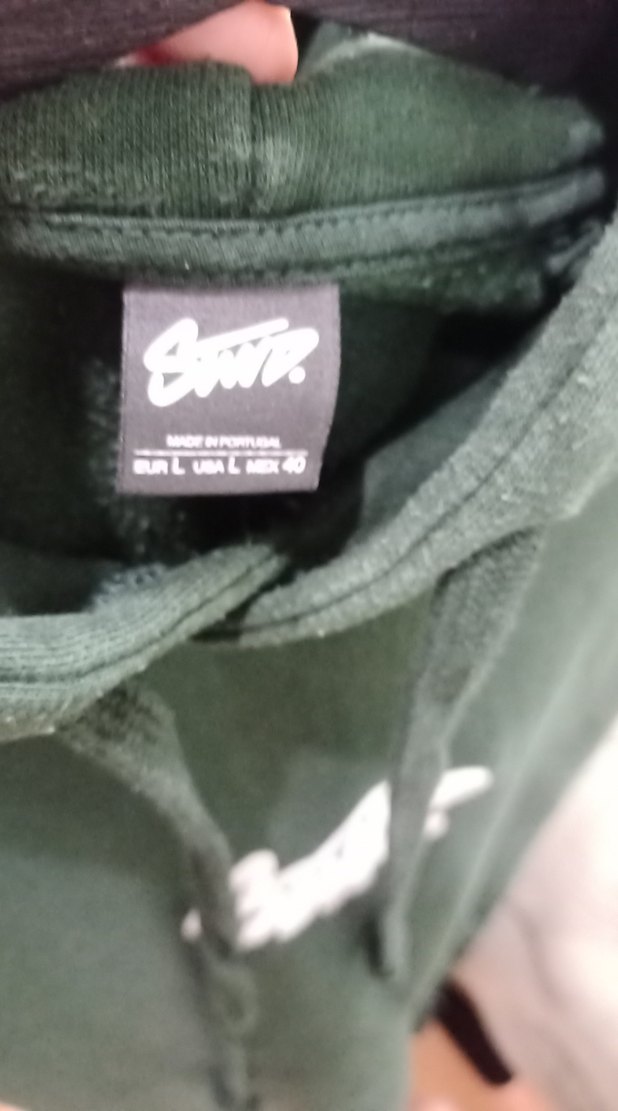 STWD.
MADE IN PORTUGAL
EUR L USA L MEX 40